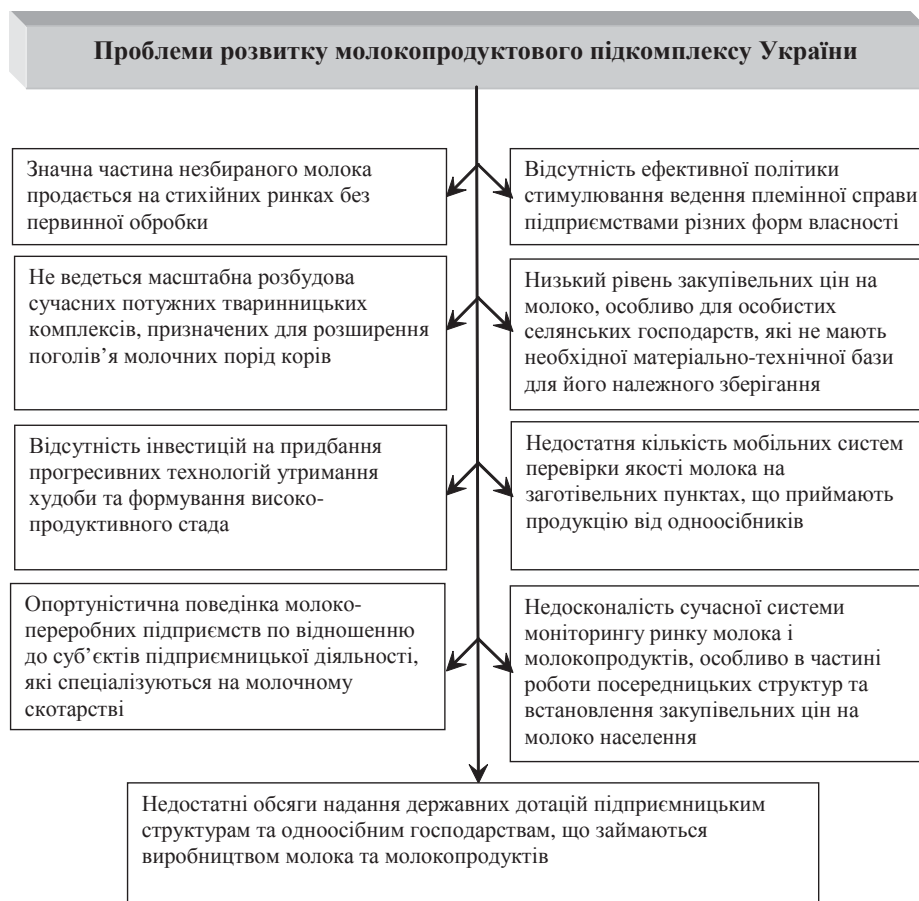 Проблеми розвитку молокопродуктового підкомплексу України
Значна частина незбираного молока
продається на стихійних ринках без
первинної обробки
Відсутність ефективної політики
стимулювання ведення племінної справи
підприємствами різних форм власності
Не ведеться масштабна розбудова
сучасних потужних тваринницьких
комплексів, призначених для розширення
поголів’я молочних порід корів
Низький рівень закупівельних цін на
молоко, особливо для особистих
селянських господарств, які не мають
необхідної матеріально-технічної бази
для його належного зберігання
Відсутність інвестицій на придбання
прогресивних технологій утримання
худоби та формування високо-
продуктивного стада
Недостатня кількість мобільних систем
перевірки якості молока на
заготівельних пунктах, що приймають
продукцію від одноосібників
Опортуністична поведінка молоко-
переробних підприємств по відношенню
до суб’єктів підприємницької діяльності,
які спеціалізуються на молочному
скотарстві
Недосконалість сучасної системи
моніторингу ринку молока і
молокопродуктів, особливо в частині
роботи посередницьких структур та
встановлення закупівельних цін на
молоко населення
Недостатні обсяги надання державних дотацій підприємницьким
структурам та одноосібним господарствам, що займаються
виробництвом молока та молокопродуктів